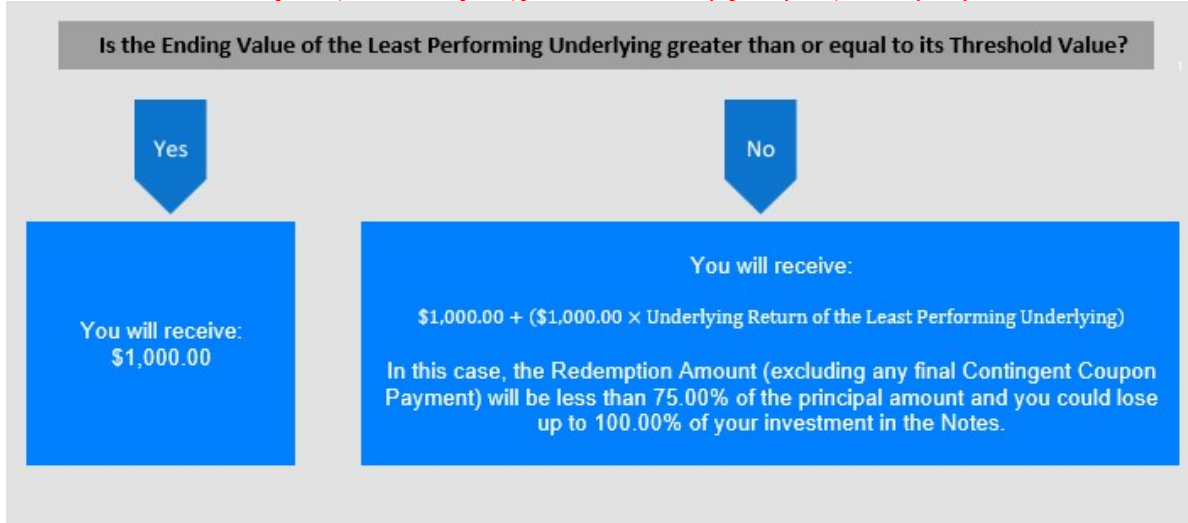 Is the Ending Value of the Least Performing Underlying greater than or equal to its Threshold Value?
Yes
No
You will receive:
$1,000.00
You will receive:
$1,000.00 + ($1,000.00 × Underlying Return of the Least Performing Underlying)
In this case, the Redemption Amount (excluding any final Contingent Coupon
Payment) will be less than 75.00% of the principal amount and you could lose
up to 100.00% of your investment in the Notes.